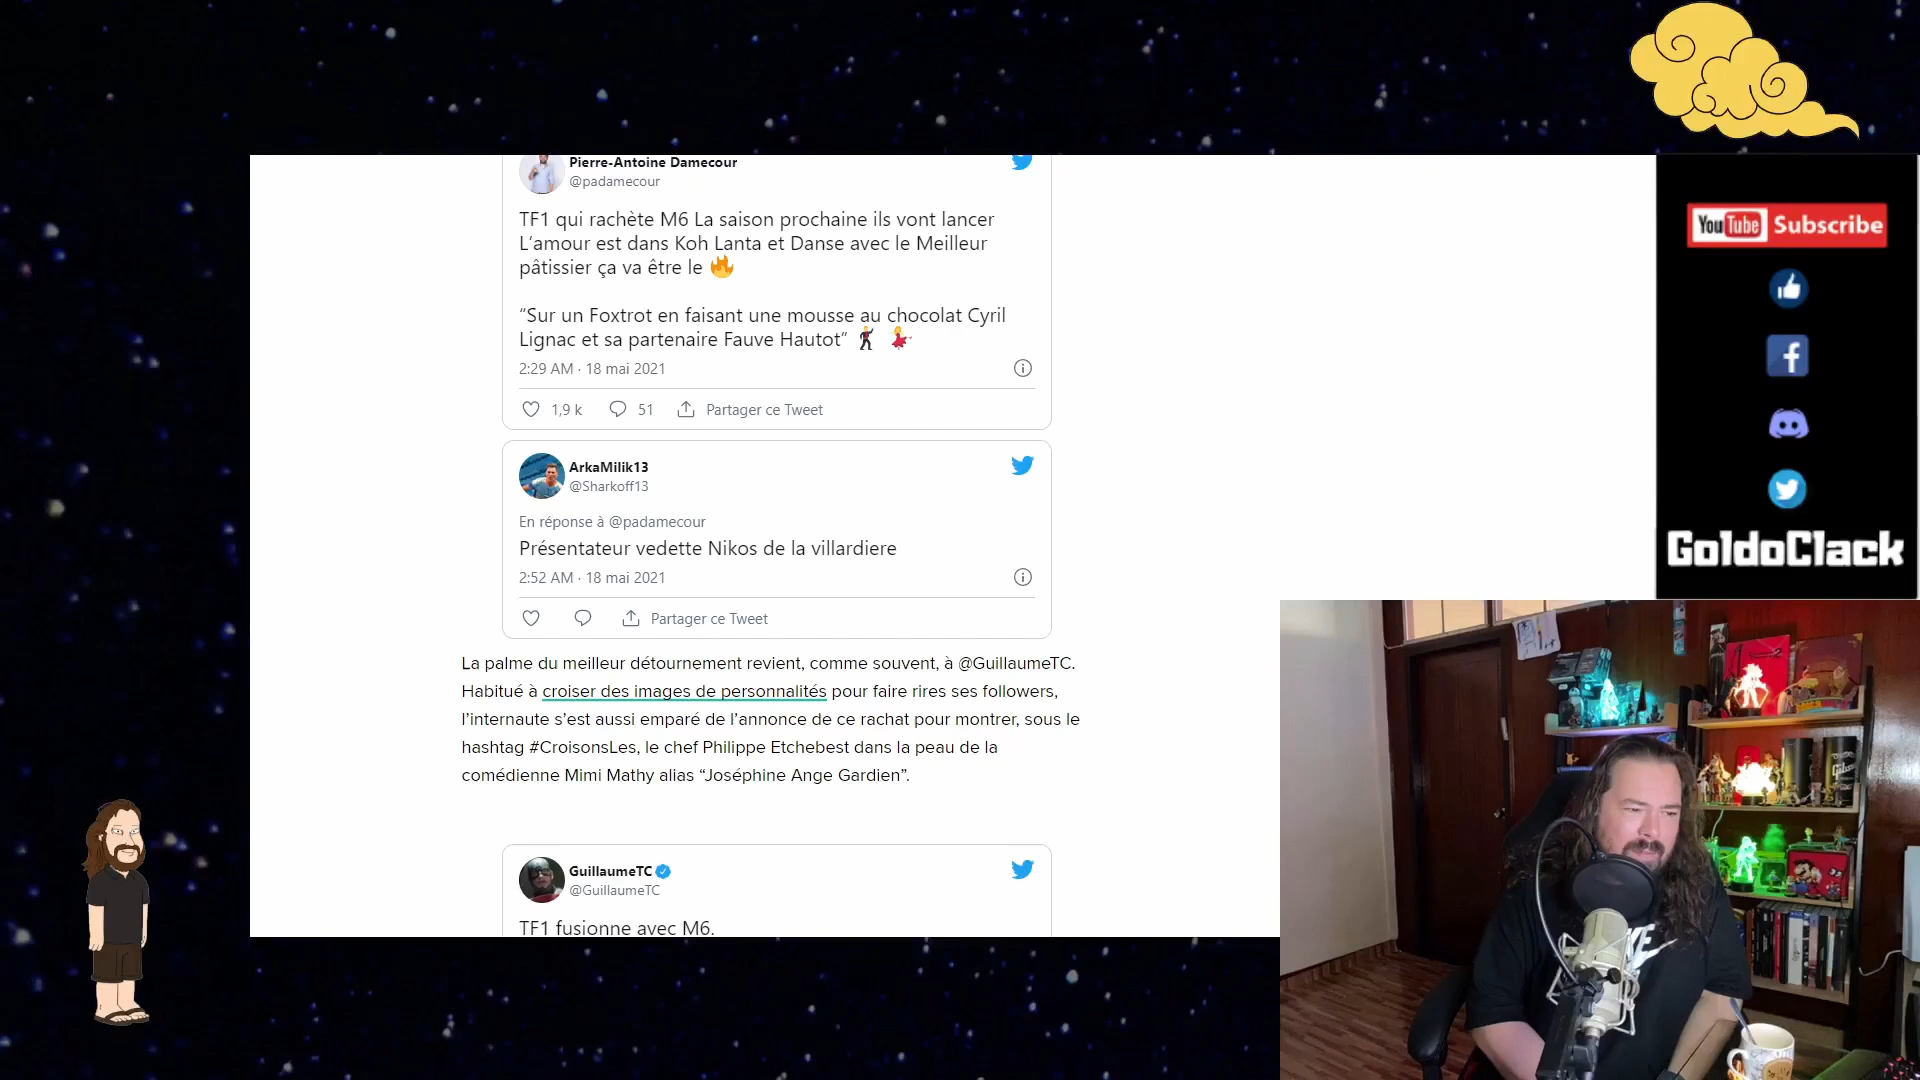 Pierre-Antoine Damecour
@padamecour
TF1 qui rachète M6 La saison prochaine ils vont lancer
L’amour est dans Koh Lanta et Danse avec le Meilleur
pâtissier ça va être le 🔥
“Sur un Foxtrot en faisant une mousse au chocolat Cyril
Lignac et sa partenaire Fauve Hautot” 🕺 💃
2:29 AM · 18 mai 2021
1,9 k 51 Partager ce Tweet
ArkaMilik13
@Sharkoff13
En réponse à @padamecour
Présentateur vedette Nikos de la villardiere
2:52 AM · 18 mai 2021
Partager ce Tweet
La palme du meilleur détournement revient, comme souvent, à @GuillaumeTC.
Habitué à croiser des images de personnalités pour faire rires ses followers,
l’internaute s’est aussi emparé de l’annonce de ce rachat pour montrer, sous le
hashtag #CroisonsLes, le chef Philippe Etchebest dans la peau de la
comédienne Mimi Mathy alias “Joséphine Ange Gardien”.
GuillaumeTC
@GuillaumeTC
TF1 fusionne avec M6.
YouTube Subscribe
GoldoClack